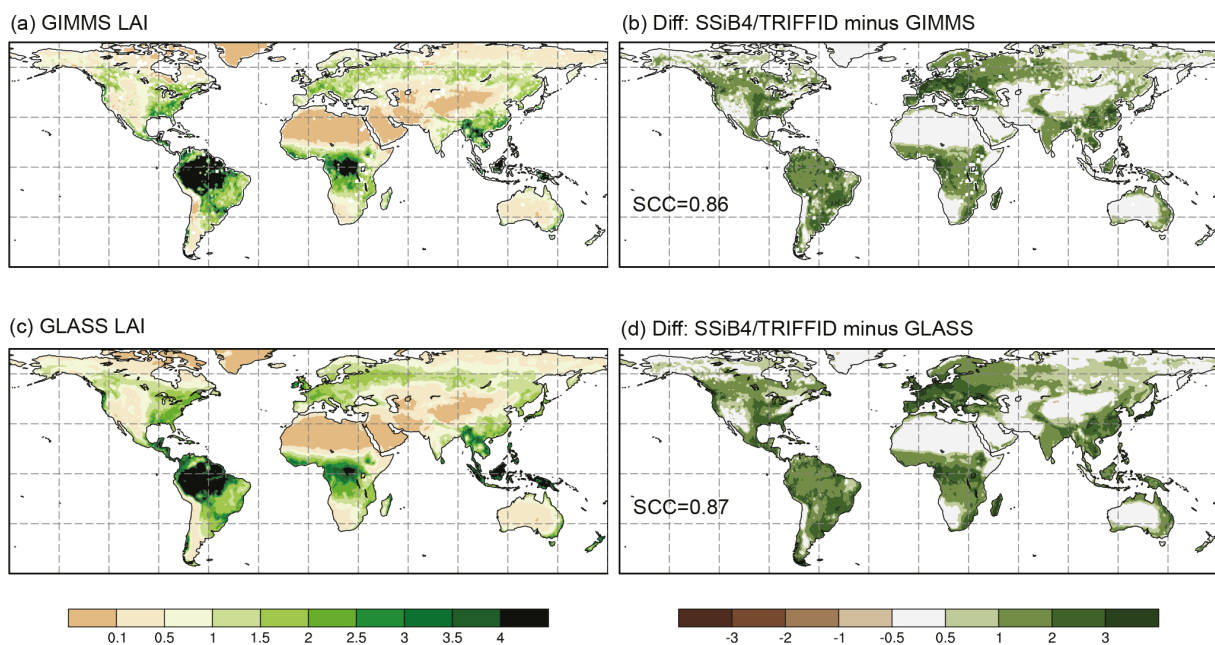 (a) GIMMS LAI
(b) Diff: SSiB4/TRIFFID minus GIMMS
SCC=0.86
(c) GLASS LAI
(d) Diff: SSiB4/TRIFFID minus GLASS
SCC=0.87
0.1 0.5 1 1.5 2 2.5 3 3.5 4
-3 -2 -1 -0.5 0.5 1 2 3